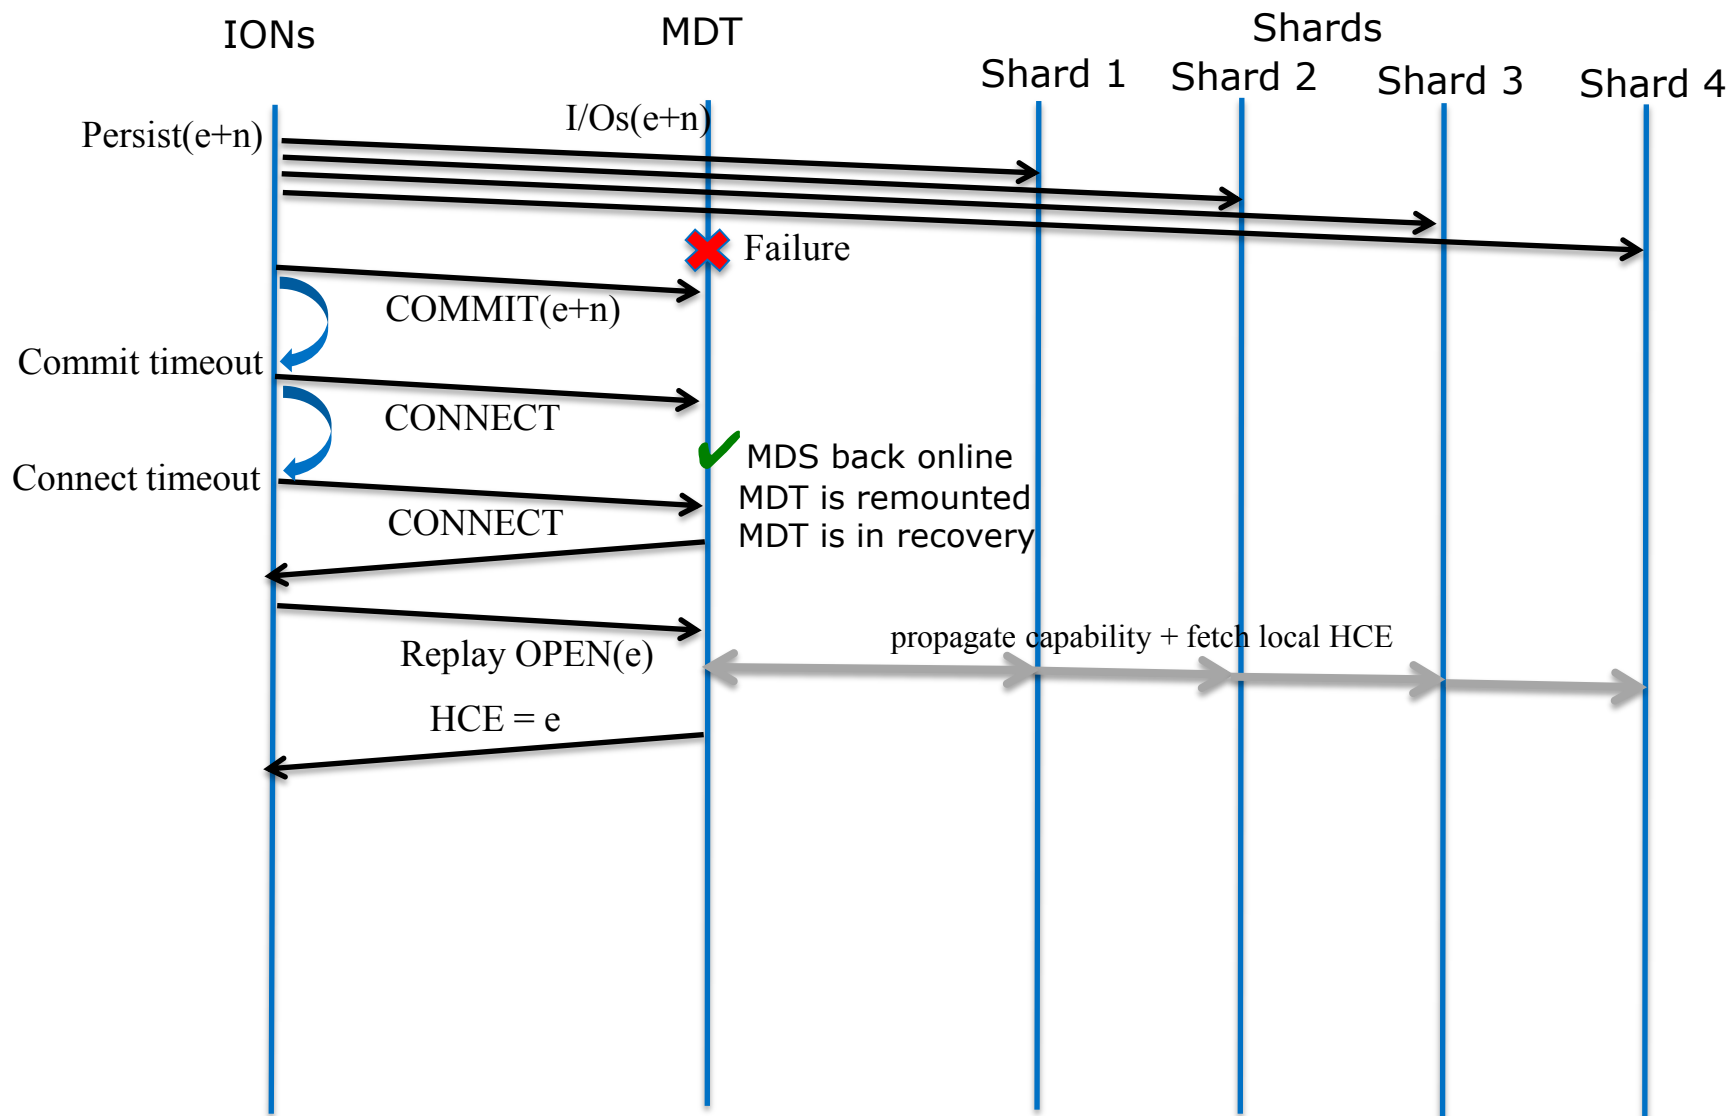 IONs
MDT
Shards
Shard 1
Shard 2
Shard 3
Shard 4
Persist(e+n)
I/Os(e+n)
Failure
COMMIT(e+n)
Commit timeout
CONNECT
MDS back online
Connect timeout
MDT is remounted
CONNECT
MDT is in recovery
propagate capability + fetch local HCE
Replay OPEN(e)
HCE = e